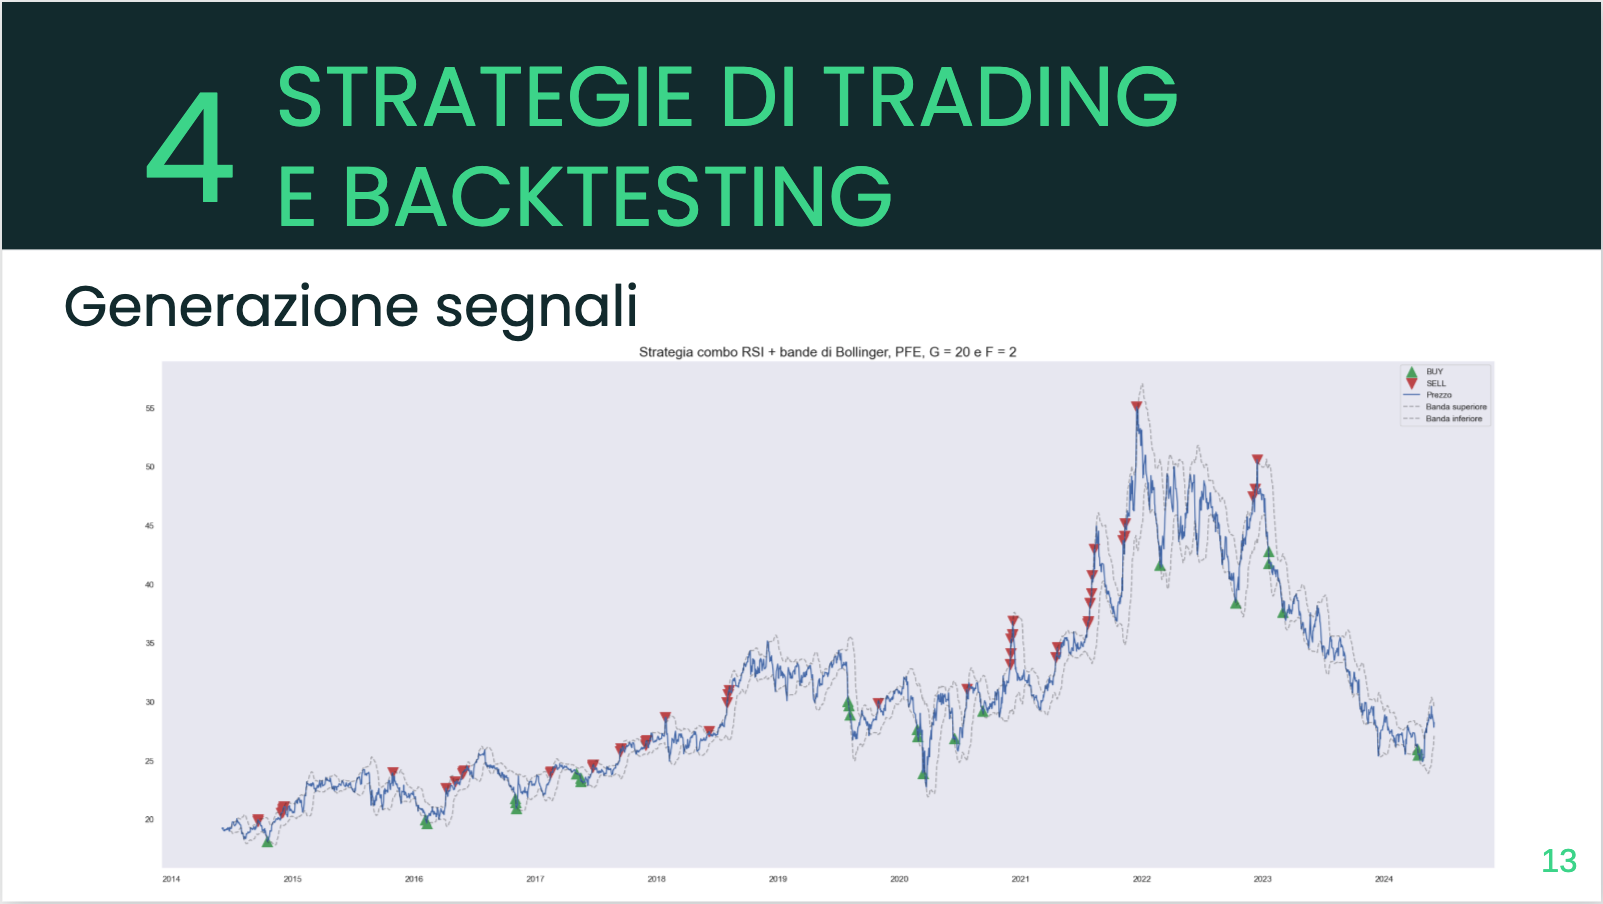 4
STRATEGIE DI TRADING
E BACKTESTING
Generazione segnali
Strategia combo RSI + bande di Bollinger, PFE, G = 20 e F = 2
BUY
SELL
Prezzo
Banda superiore
Banda inferiore
55
50
45
40
35
30
25
20
2014 2015 2016 2017 2018 2019 2020 2021 2022 2023 2024
13